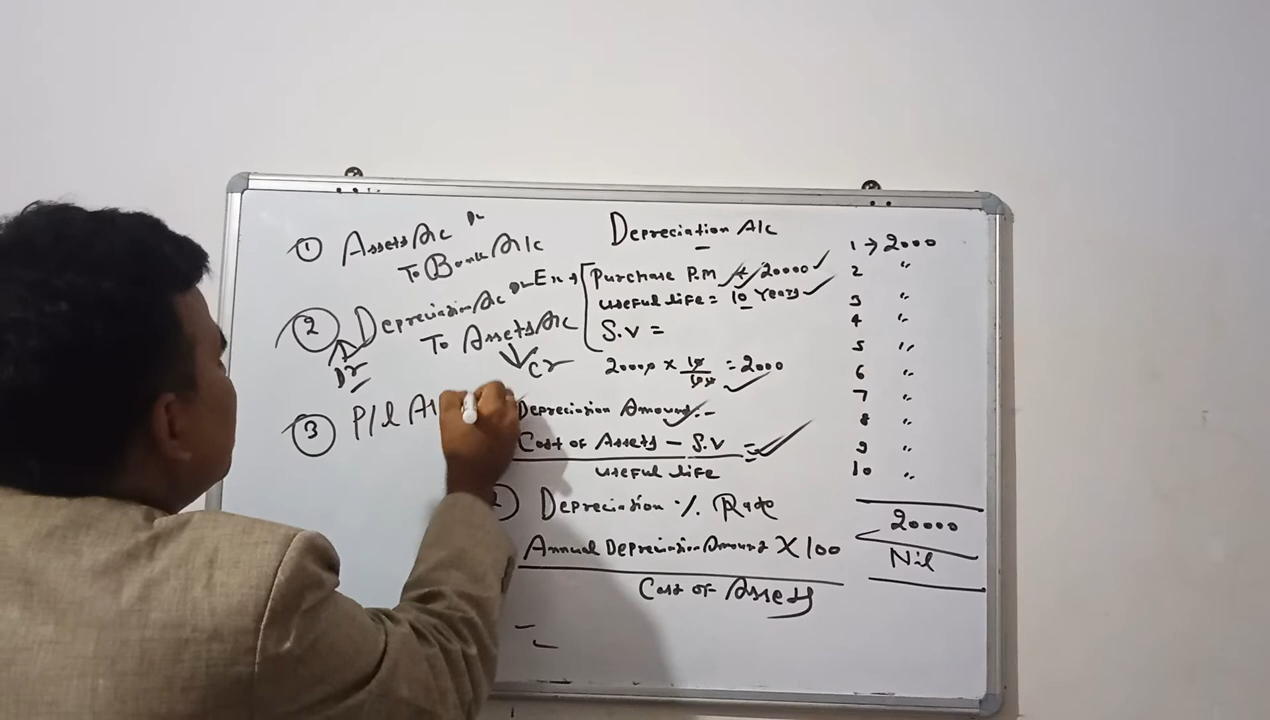 ① Assets A/c Dr
To Bank A/c
② Depreciation A/c Dr
To Assets A/c
Dr
Cr
③ P/L A
Depreciation A/c
Ex → Purchase P.M 20000
Useful life = 10 Years
S.V =
20000 × 10/100 = 2000
Depreciation Amount:-
Cost of Assets - S.V =
Useful life
Depreciation % Rate
Annual Depreciation Amount X 100
Cost of Assets
1 → 2000
2 "
3 "
4 "
5 "
6 "
7 "
8 "
9 "
10 "
20000
Nil